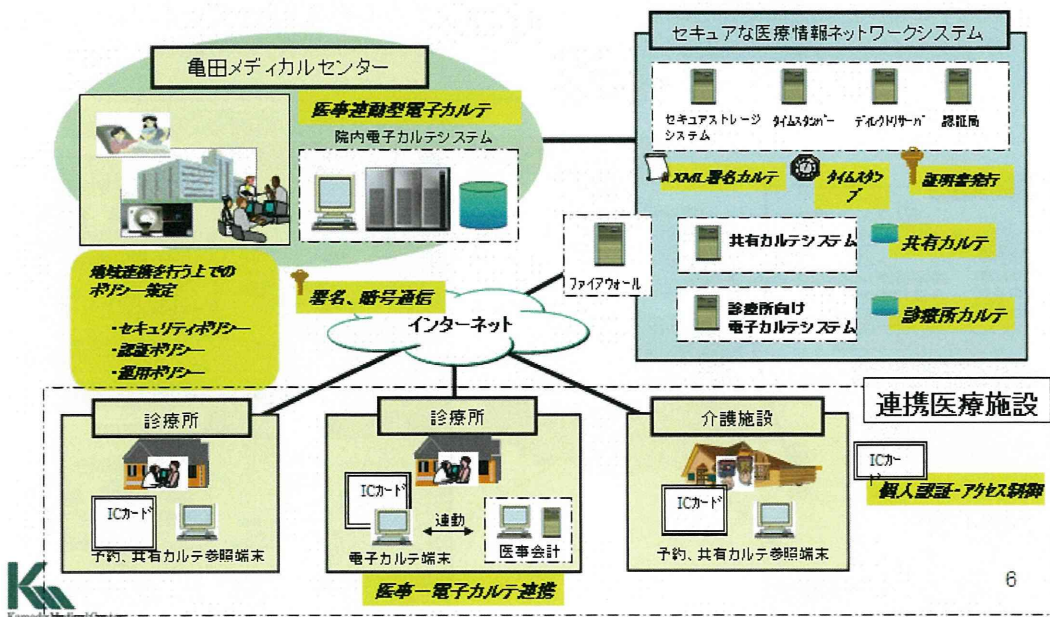 亀田メディカルセンター
医事連動型電子カルテ
院内電子カルテシステム
セキュアな医療情報ネットワークシステム
セキュアストレージ
システム
タイムスタンパー
ディレクトリサーバ
認証局
XML署名カルテ
タイムスタン
プ
証明書発行
共有カルテシステム
共有カルテ
診療所向け
電子カルテシステム
診療所カルテ
ファイアウォール
地域連携を行う上での
ポリシー策定
・セキュリティポリシー
・認証ポリシー
・運用ポリシー
署名、暗号通信
インターネット
連携医療施設
診療所
ICカード
予約、共有カルテ参照端末
診療所
ICカード
連動
電子カルテ端末
医事会計
医事ー電子カルテ連携
介護施設
ICカード
予約、共有カルテ参照端末
ICカー
ド
個人認証・アクセス制御
6